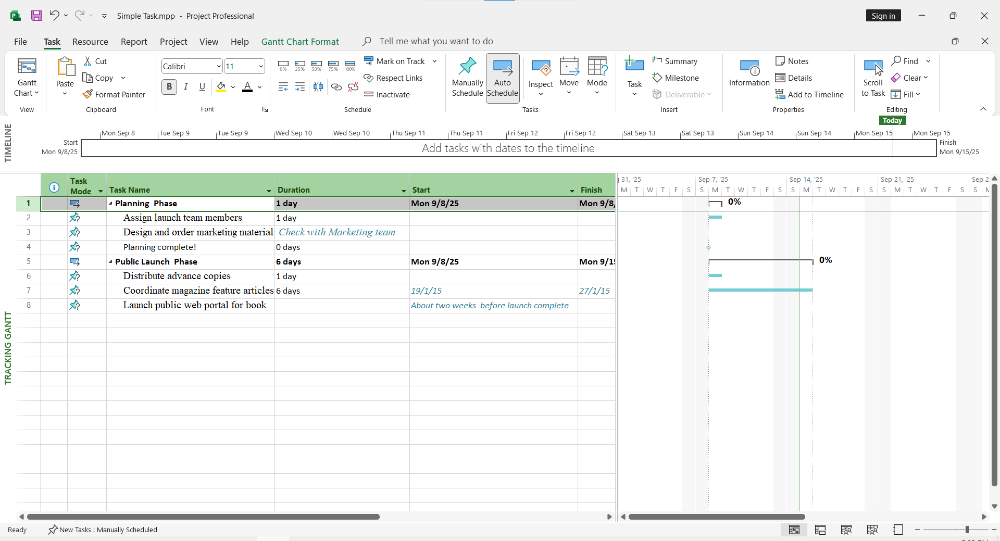 Simple Task.mpp - Project Professional
Sign in
File Task Resource Report Project View Help Gantt Chart Format Tell me what you want to do
Gantt Chart
View
Paste
Cut
Copy
Format Painter
Clipboard
Calibri 11
B I U A
Font
0% 25% 50% 75% 100%
Mark on Track
Respect Links
Inactivate
Schedule
Manually Schedule
Auto Schedule
Inspect
Move
Mode
Tasks
Task
Summary
Milestone
Deliverable
Insert
Information
Notes
Details
Add to Timeline
Properties
Scroll to Task
Find
Clear
Fill
Editing
TIMELINE
Today
Mon Sep 8 Tue Sep 9 Tue Sep 9 Wed Sep 10 Wed Sep 10 Thu Sep 11 Thu Sep 11 Fri Sep 12 Fri Sep 12 Sat Sep 13 Sat Sep 13 Sun Sep 14 Sun Sep 14 Mon Sep 15 Mon Sep 15
Start
Mon 9/8/25
Add tasks with dates to the timeline
Finish
Mon 9/15/25
TRACKING GANTT
Task Mode Task Name Duration Start Finish
31, '25 Sep 7, '25 Sep 14, '25 Sep 21, '25 Sep 2
M T W T F S S M T W T F S S M T W T F S S M T W T F S S M
1 Planning Phase 1 day Mon 9/8/25 Mon 9/8/ 0%
2 Assign launch team members 1 day
3 Design and order marketing material Check with Marketing team
4 Planning complete! 0 days
5 Public Launch Phase 6 days Mon 9/8/25 Mon 9/15 0%
6 Distribute advance copies 1 day
7 Coordinate magazine feature articles 6 days 19/1/15 27/1/15
8 Launch public web portal for book About two weeks before launch complete
Ready New Tasks : Manually Scheduled